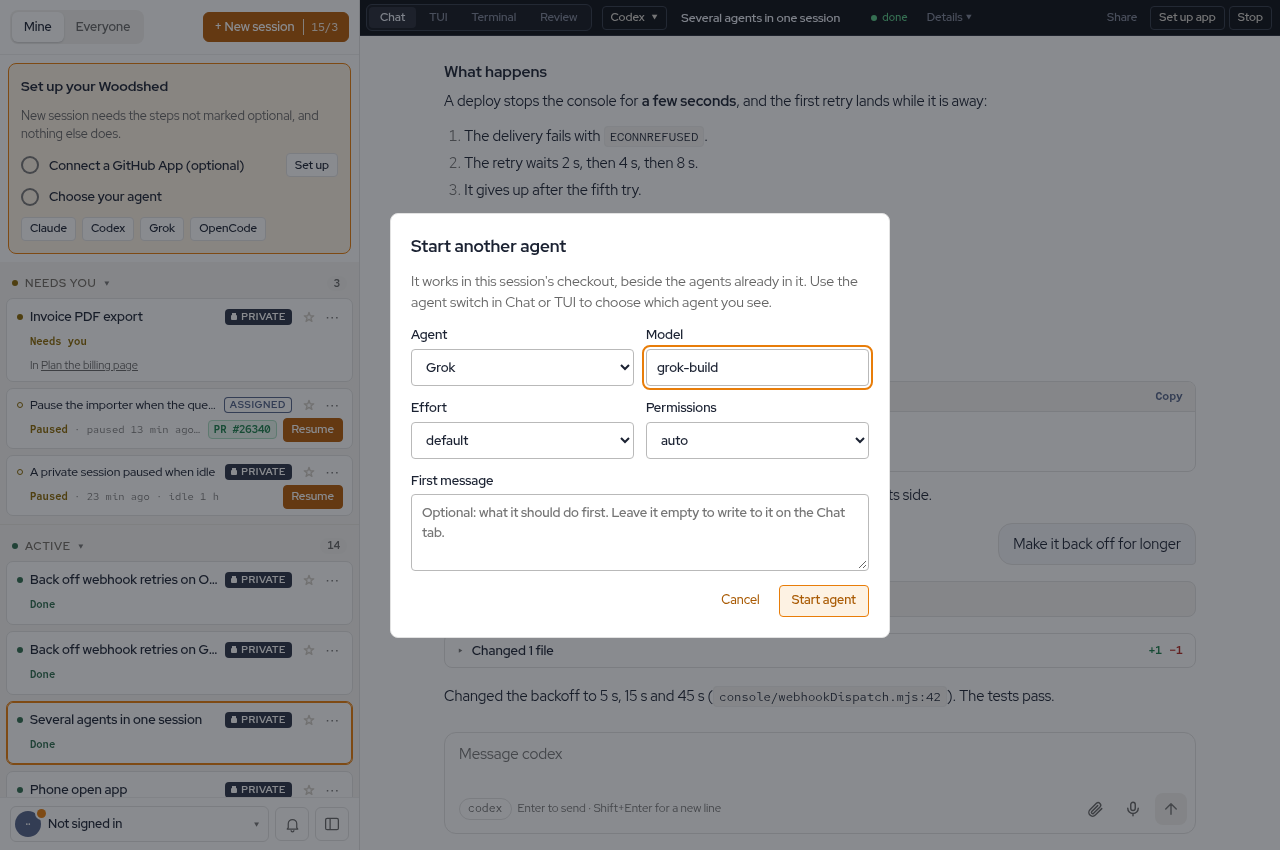 Mine
Everyone
+ New session
15/3
Set up your Woodshed
New session needs the steps not marked optional, and
nothing else does.
Connect a GitHub App (optional)
Set up
Choose your agent
Claude
Codex
Grok
OpenCode
NEEDS YOU
3
Invoice PDF export
PRIVATE
Needs you
In Plan the billing page
Pause the importer when the que…
ASSIGNED
Paused · paused 13 min ago…
PR #26340
Resume
A private session paused when idle
PRIVATE
Paused · 23 min ago · idle 1 h
Resume
ACTIVE
14
Back off webhook retries on O…
PRIVATE
Done
Back off webhook retries on G…
PRIVATE
Done
Several agents in one session
PRIVATE
Done
Phone open app
PRIVATE
Not signed in
Chat
TUI
Terminal
Review
Codex
Several agents in one session
done
Details
Share
Set up app
Stop
What happens
A deploy stops the console for a few seconds, and the first retry lands while it is away:
1. The delivery fails with ECONNREFUSED.
2. The retry waits 2 s, then 4 s, then 8 s.
3. It gives up after the fifth try.
Start another agent
It works in this session's checkout, beside the agents already in it. Use the
agent switch in Chat or TUI to choose which agent you see.
Agent
Model
Grok
grok-build
Effort
Permissions
default
auto
First message
Optional: what it should do first. Leave it empty to write to it on the Chat
tab.
Cancel
Start agent
Copy
ts side.
Make it back off for longer
Changed 1 file
+1 −1
Changed the backoff to 5 s, 15 s and 45 s (console/webhookDispatch.mjs:42). The tests pass.
Message codex
codex
Enter to send · Shift+Enter for a new line